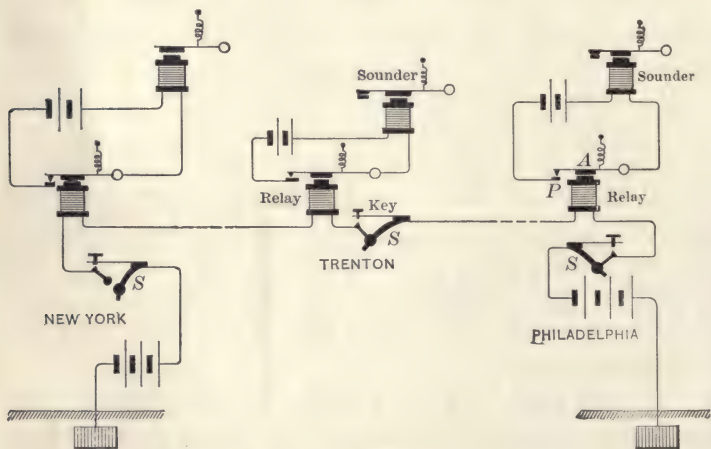 Sounder
Sounder
A
P
Relay
Key
Relay
S
S
TRENTON
S
NEW YORK
PHILADELPHIA